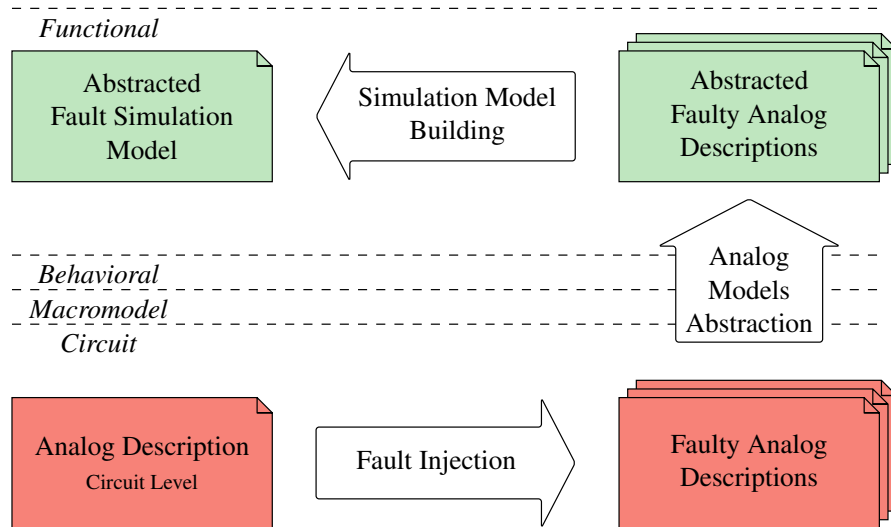 Functional
Abstracted
Fault Simulation
Model
Simulation Model
Building
Abstracted
Faulty Analog
Descriptions
Behavioral
Macromodel
Circuit
Analog
Models
Abstraction
Analog Description
Circuit Level
Fault Injection
Faulty Analog
Descriptions